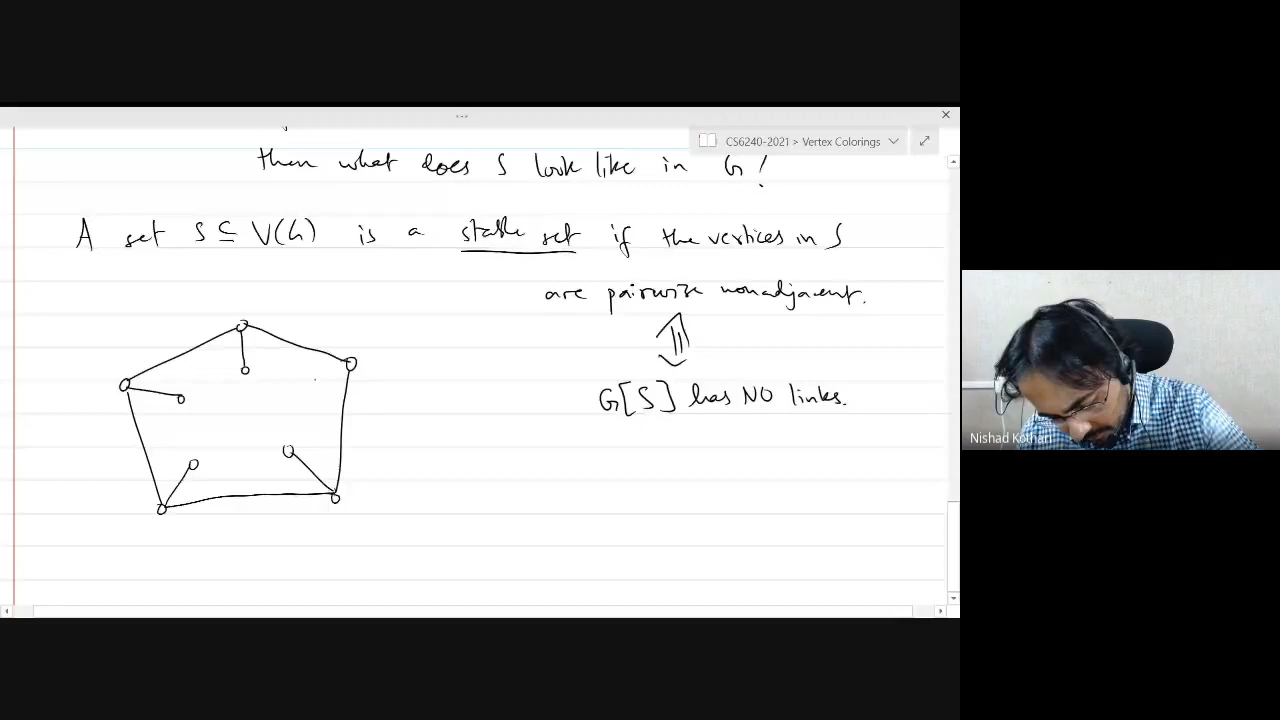 CS6240-2021 > Vertex Colorings
then what does S look like in G?
A set S ⊆ V(G) is a stable set if the vertices in S
are pairwise nonadjacent.
G[S] has NO links.
Nishad Kothari